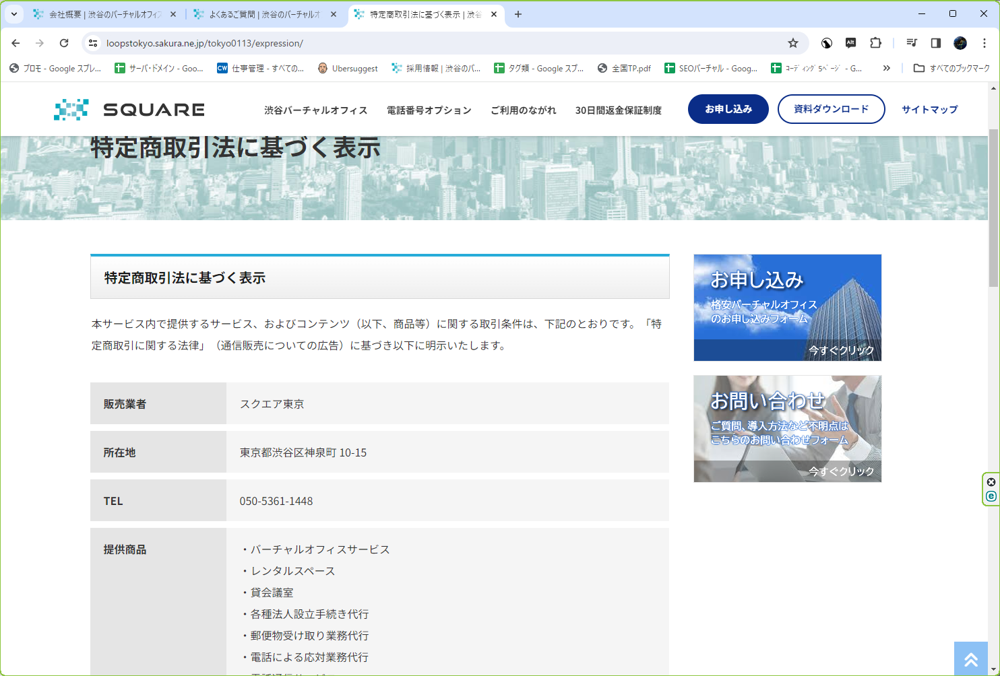 会社概要 | 渋谷のバーチャルオフィス
よくあるご質問 | 渋谷のバーチャルオ
特定商取引法に基づく表示 | 渋谷
loopstokyo.sakura.ne.jp/tokyo0113/expression/
プロモ - Google スプレ...
サーバ・ドメイン - Goo...
CW 仕事管理 - すべての...
Ubersuggest
採用情報 | 渋谷のバ...
タグ類 - Google スプ...
全国TP.pdf
SEOバーチャル - Goog...
コーディング5ページ - G...
すべてのブックマーク
SQUARE
渋谷バーチャルオフィス
電話番号オプション
ご利用のながれ
30日間返金保証制度
お申し込み
資料ダウンロード
サイトマップ
特定商取引法に基づく表示
特定商取引法に基づく表示
本サービス内で提供するサービス、およびコンテンツ（以下、商品等）に関する取引条件は、下記のとおりです。「特
定商取引に関する法律」（通信販売についての広告）に基づき以下に明示いたします。
販売業者 スクエア東京
所在地 東京都渋谷区神泉町 10-15
TEL 050-5361-1448
提供商品 ・バーチャルオフィスサービス
・レンタルスペース
・貸会議室
・各種法人設立手続き代行
・郵便物受け取り業務代行
・電話による応対業務代行
お申し込み
格安バーチャルオフィス
のお申し込みフォーム
今すぐクリック
お問い合わせ
ご質問、導入方法など不明点は
こちらのお問い合わせフォーム
今すぐクリック